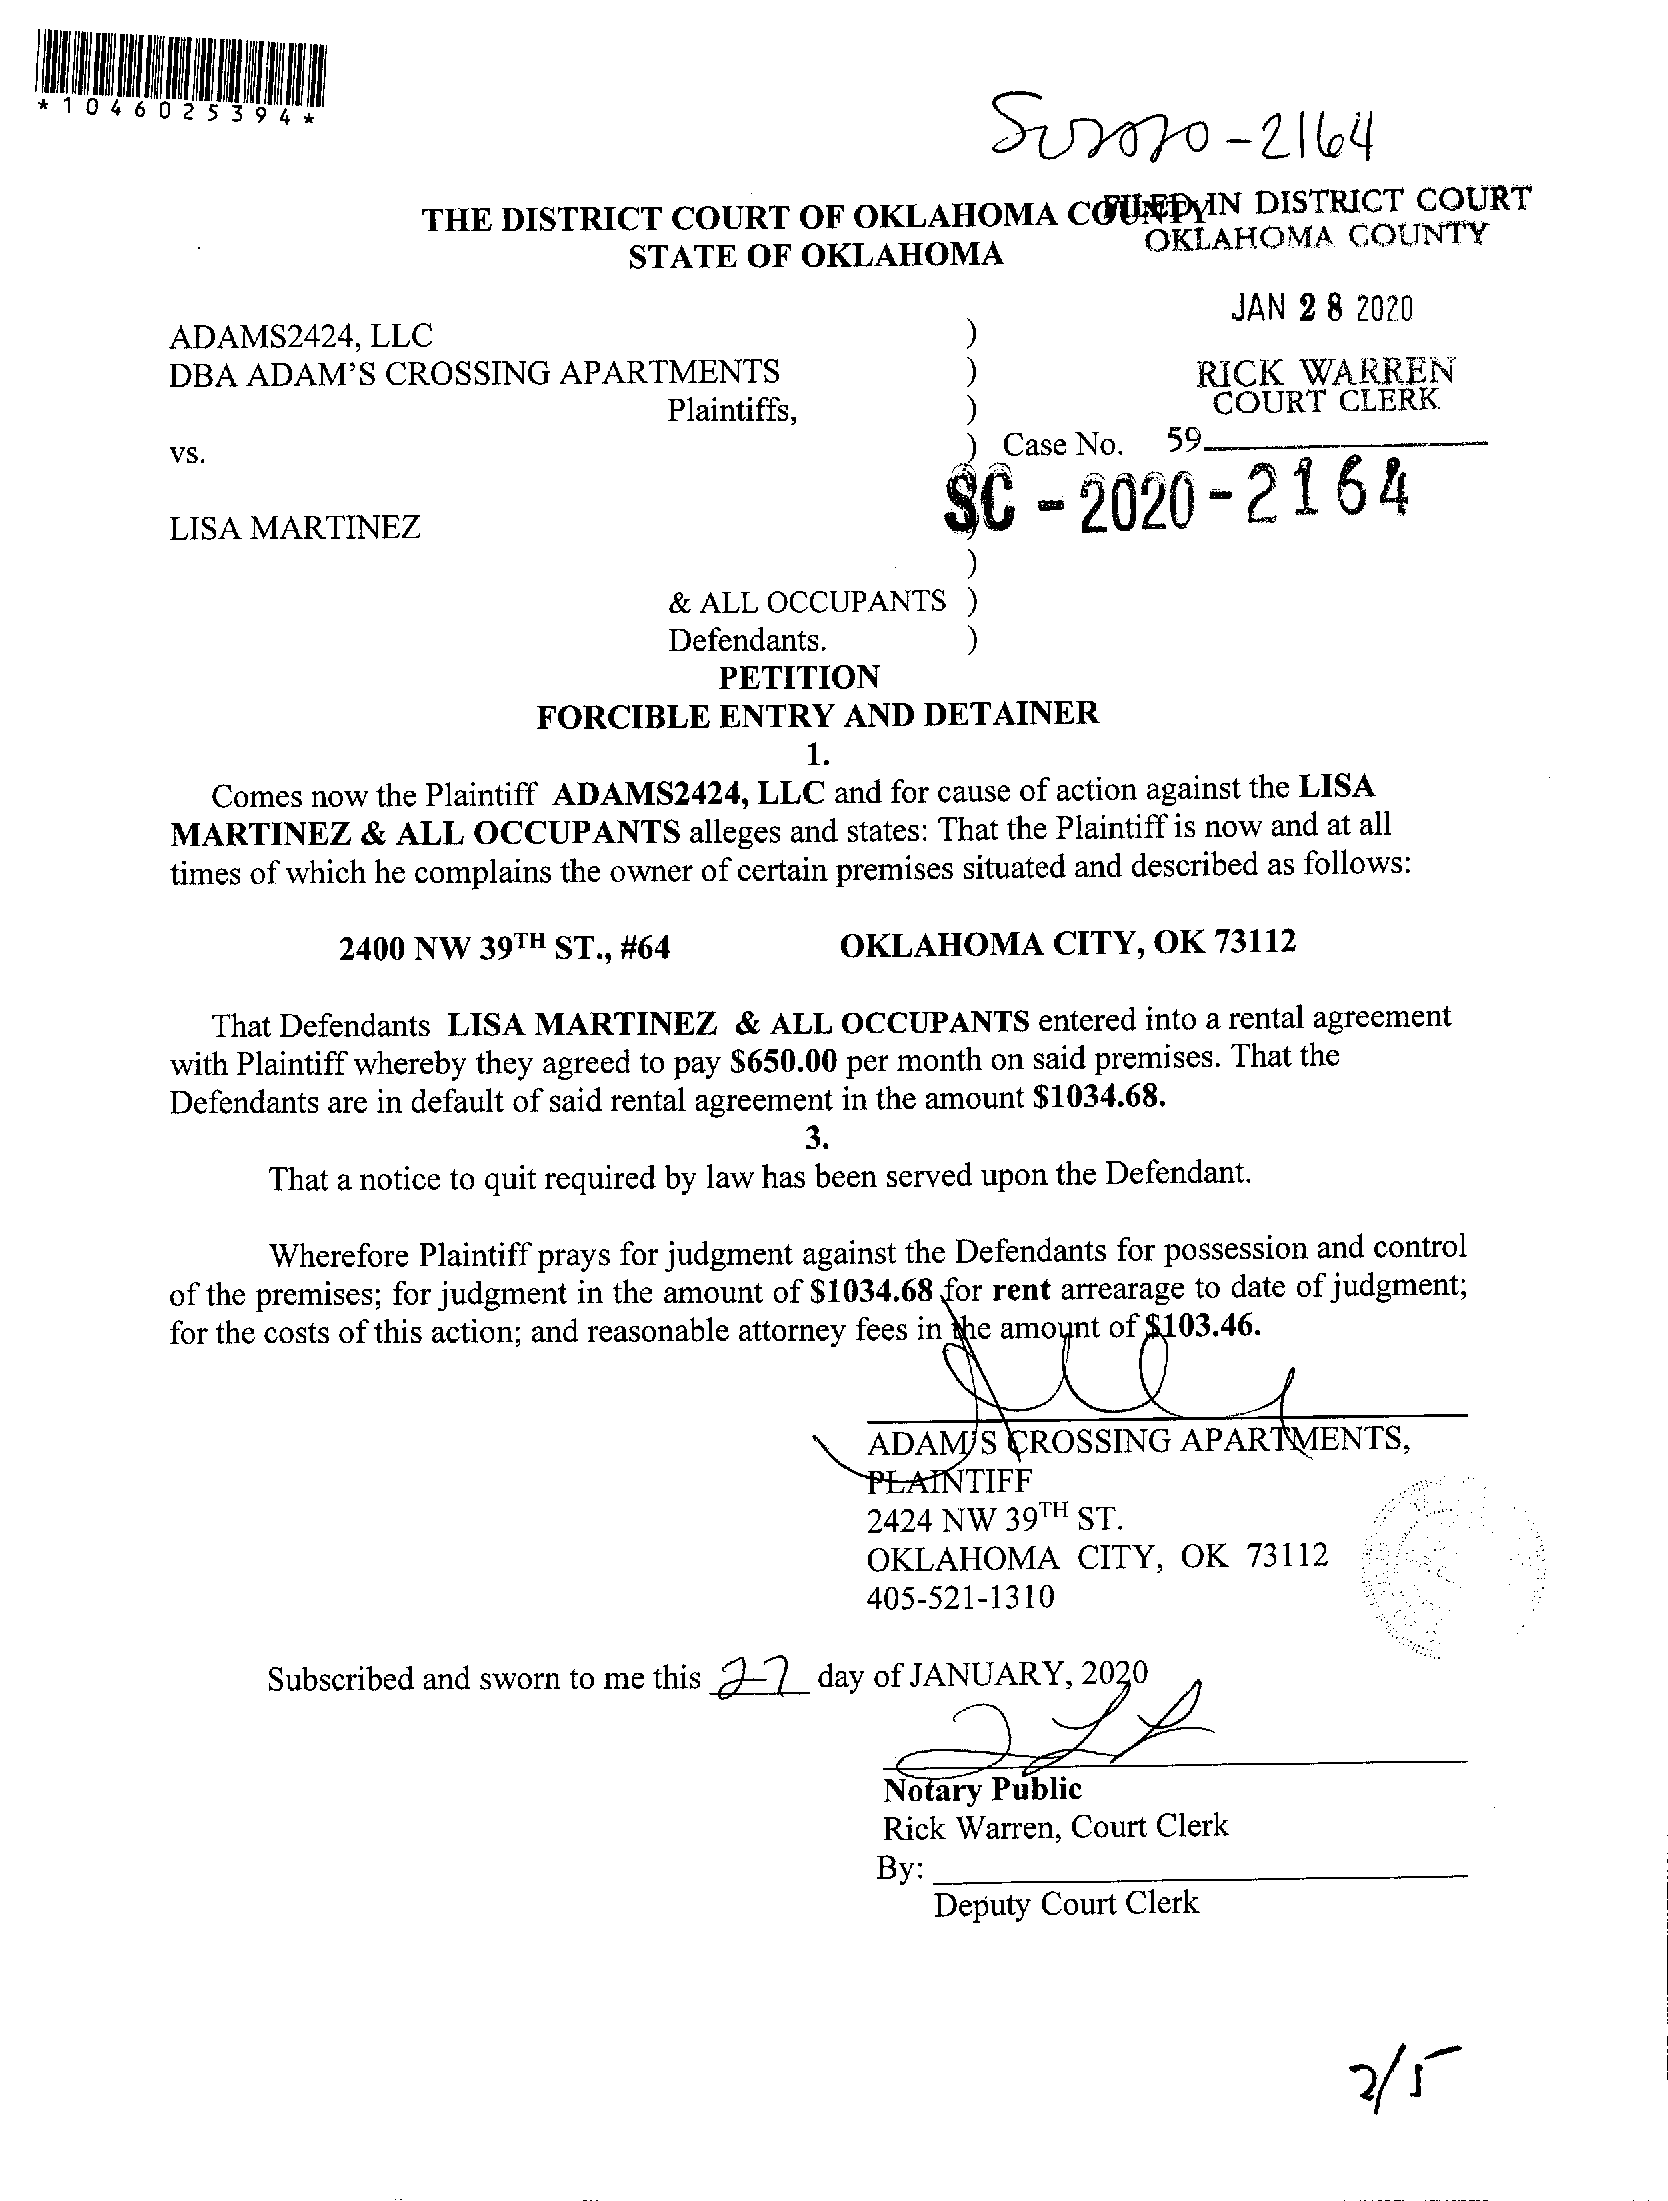 *1046025394*
SC2020-2164
THE DISTRICT COURT OF OKLAHOMA COUNTY
FILED IN DISTRICT COURT
OKLAHOMA COUNTY
STATE OF OKLAHOMA
JAN 28 2020
ADAMS2424, LLC )
DBA ADAM'S CROSSING APARTMENTS )
RICK WARREN
COURT CLERK
Plaintiffs, )
vs. ) Case No. 59
SC-2020-2164
LISA MARTINEZ )
)
& ALL OCCUPANTS )
Defendants. )
PETITION
FORCIBLE ENTRY AND DETAINER
1.
Comes now the Plaintiff ADAMS2424, LLC and for cause of action against the LISA
MARTINEZ & ALL OCCUPANTS alleges and states: That the Plaintiff is now and at all
times of which he complains the owner of certain premises situated and described as follows:
2400 NW 39TH ST., #64 OKLAHOMA CITY, OK 73112
That Defendants LISA MARTINEZ & ALL OCCUPANTS entered into a rental agreement
with Plaintiff whereby they agreed to pay $650.00 per month on said premises. That the
Defendants are in default of said rental agreement in the amount $1034.68.
3.
That a notice to quit required by law has been served upon the Defendant.
Wherefore Plaintiff prays for judgment against the Defendants for possession and control
of the premises; for judgment in the amount of $1034.68 for rent arrearage to date of judgment;
for the costs of this action; and reasonable attorney fees in the amount of $103.46.
ADAM'S CROSSING APARTMENTS,
PLAINTIFF
2424 NW 39TH ST.
OKLAHOMA CITY, OK 73112
405-521-1310
Subscribed and sworn to me this 27 day of JANUARY, 2020
Notary Public
Rick Warren, Court Clerk
By:
Deputy Court Clerk
2/5